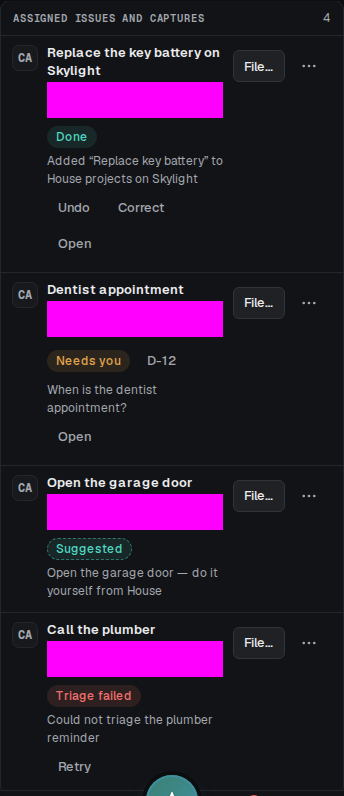 ASSIGNED ISSUES AND CAPTURES 4
CA
Replace the key battery on
Skylight
File…
Done
Added “Replace key battery” to
House projects on Skylight
Undo Correct
Open
CA
Dentist appointment
File…
Needs you D-12
When is the dentist
appointment?
Open
CA
Open the garage door
File…
Suggested
Open the garage door — do it
yourself from House
CA
Call the plumber
File…
Triage failed
Could not triage the plumber
reminder
Retry